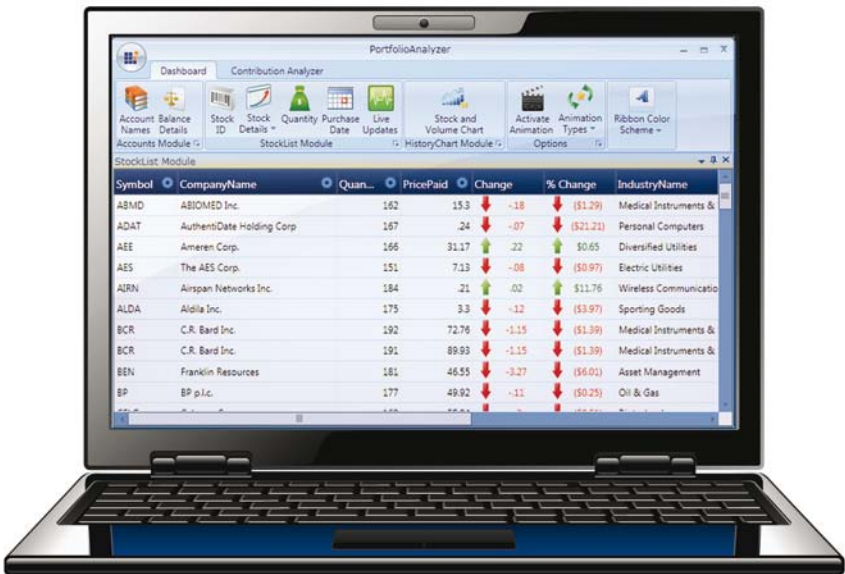 PortfolioAnalyzer
Dashboard Contribution Analyzer
Account Names Balance Details Stock ID Stock Details Quantity Purchase Date Live Updates Stock and Volume Chart Activate Animation Animation Types Ribbon Color Scheme
Accounts Module StockList Module HistoryChart Module Options
StockList Module
Symbol CompanyName Quan... PricePaid Change % Change IndustryName
ABMD ABIOMED Inc. 162 15.3 -.18 ($1.29) Medical Instruments &
ADAT AuthentiDate Holding Corp 167 .24 -.07 ($21.21) Personal Computers
AEE Ameren Corp. 166 31.17 .22 $0.65 Diversified Utilities
AES The AES Corp. 151 7.13 -.08 ($0.97) Electric Utilities
AIRN Airspan Networks Inc. 184 .21 .02 $11.76 Wireless Communicatio
ALDA Aldila Inc. 175 3.3 -.12 ($3.97) Sporting Goods
BCR C.R. Bard Inc. 192 72.76 -1.15 ($1.39) Medical Instruments &
BCR C.R. Bard Inc. 191 89.93 -1.15 ($1.39) Medical Instruments &
BEN Franklin Resources 181 46.55 -3.27 ($6.01) Asset Management
BP BP p.l.c. 177 49.92 -.11 ($0.25) Oil & Gas